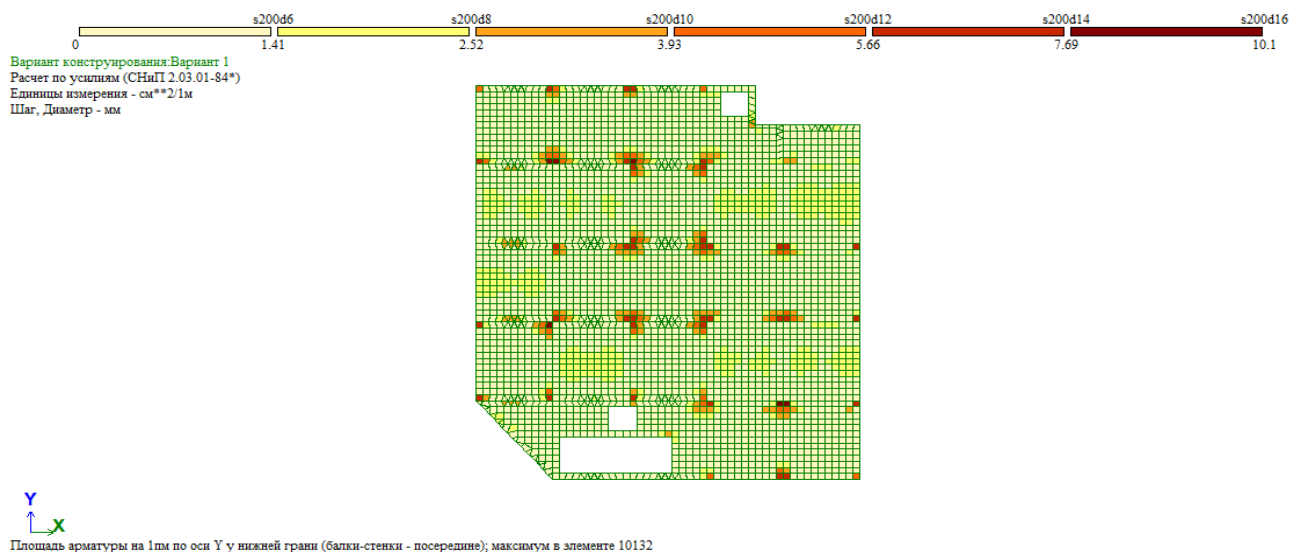 s200d6 s200d8 s200d10 s200d12 s200d14 s200d16
0 1.41 2.52 3.93 5.66 7.69 10.1
Вариант конструирования:Вариант 1
Расчет по усилиям (СНиП 2.03.01-84*)
Единицы измерения - см**2/1м
Шаг, Диаметр - мм
Y
X
Площадь арматуры на 1пм по оси Y у нижней грани (балки-стенки - посередине); максимум в элементе 10132